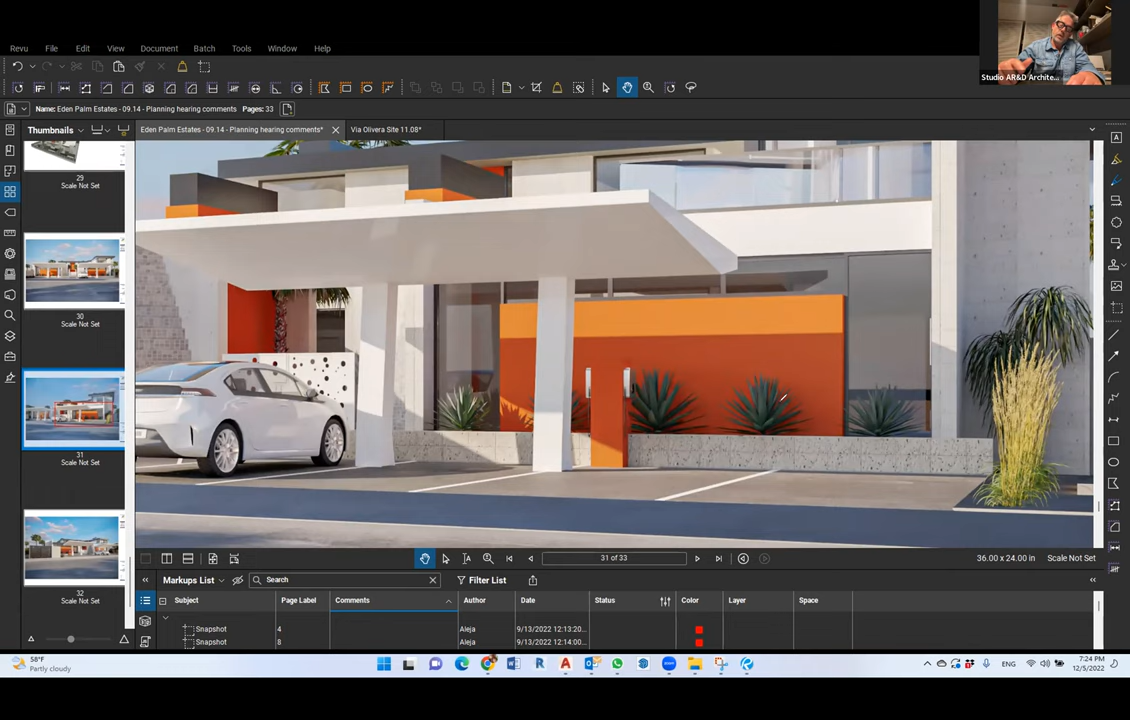 Studio AR&D Archite...
Revu File Edit View Document Batch Tools Window Help
Name: Eden Palm Estates - 09.14 - Planning hearing comments Pages: 33
Thumbnails
Eden Palm Estates - 09.14 - Planning hearing comments*
Via Olivera Site 11.08*
29
Scale Not Set
30
Scale Not Set
31
Scale Not Set
32
Scale Not Set
31 of 33
36.00 x 24.00 in
Scale Not Set
Markups List
Search
Filter List
Subject Page Label Comments Author Date Status Color Layer Space
Snapshot 4 Aleja 9/13/2022 12:13:20...
Snapshot 8 Aleja 9/13/2022 12:14:00...
58°F
Partly cloudy
ENG
7:24 PM
12/5/2022